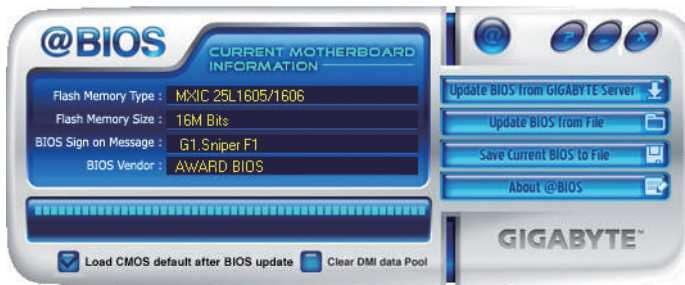 @BIOS
CURRENT MOTHERBOARD
INFORMATION
Flash Memory Type : MXIC 25L1605/1606
Flash Memory Size : 16M Bits
BIOS Sign on Message : G1.Sniper F1
BIOS Vendor : AWARD BIOS
Load CMOS default after BIOS update
Clear DMI data Pool
@
?
-
x
Update BIOS from GIGABYTE Server
Update BIOS from File
Save Current BIOS to File
About @BIOS
GIGABYTE™